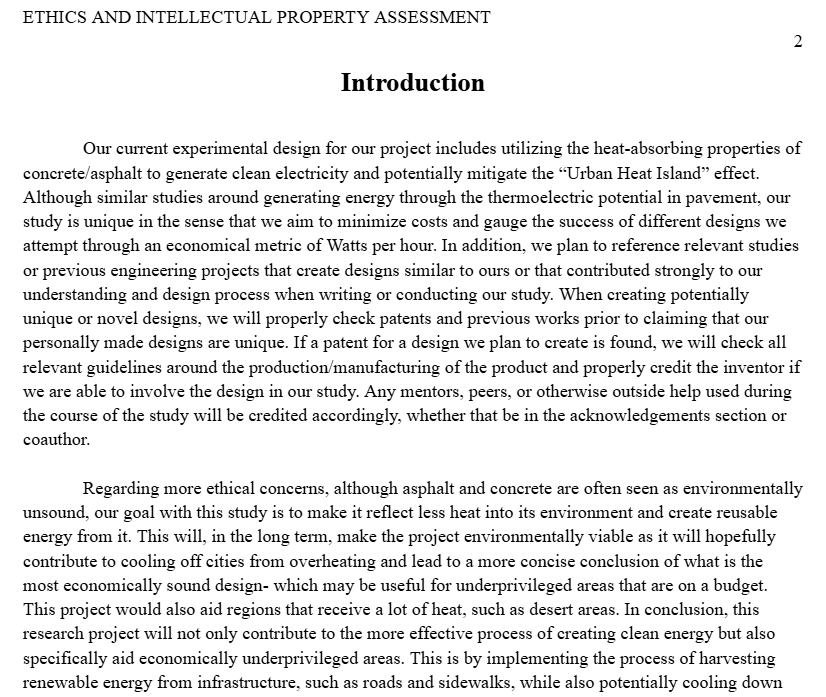 ETHICS AND INTELLECTUAL PROPERTY ASSESSMENT
2
Introduction
Our current experimental design for our project includes utilizing the heat-absorbing properties of
concrete/asphalt to generate clean electricity and potentially mitigate the “Urban Heat Island” effect.
Although similar studies around generating energy through the thermoelectric potential in pavement, our
study is unique in the sense that we aim to minimize costs and gauge the success of different designs we
attempt through an economical metric of Watts per hour. In addition, we plan to reference relevant studies
or previous engineering projects that create designs similar to ours or that contributed strongly to our
understanding and design process when writing or conducting our study. When creating potentially
unique or novel designs, we will properly check patents and previous works prior to claiming that our
personally made designs are unique. If a patent for a design we plan to create is found, we will check all
relevant guidelines around the production/manufacturing of the product and properly credit the inventor if
we are able to involve the design in our study. Any mentors, peers, or otherwise outside help used during
the course of the study will be credited accordingly, whether that be in the acknowledgements section or
coauthor.
Regarding more ethical concerns, although asphalt and concrete are often seen as environmentally
unsound, our goal with this study is to make it reflect less heat into its environment and create reusable
energy from it. This will, in the long term, make the project environmentally viable as it will hopefully
contribute to cooling off cities from overheating and lead to a more concise conclusion of what is the
most economically sound design- which may be useful for underprivileged areas that are on a budget.
This project would also aid regions that receive a lot of heat, such as desert areas. In conclusion, this
research project will not only contribute to the more effective process of creating clean energy but also
specifically aid economically underprivileged areas. This is by implementing the process of harvesting
renewable energy from infrastructure, such as roads and sidewalks, while also potentially cooling down